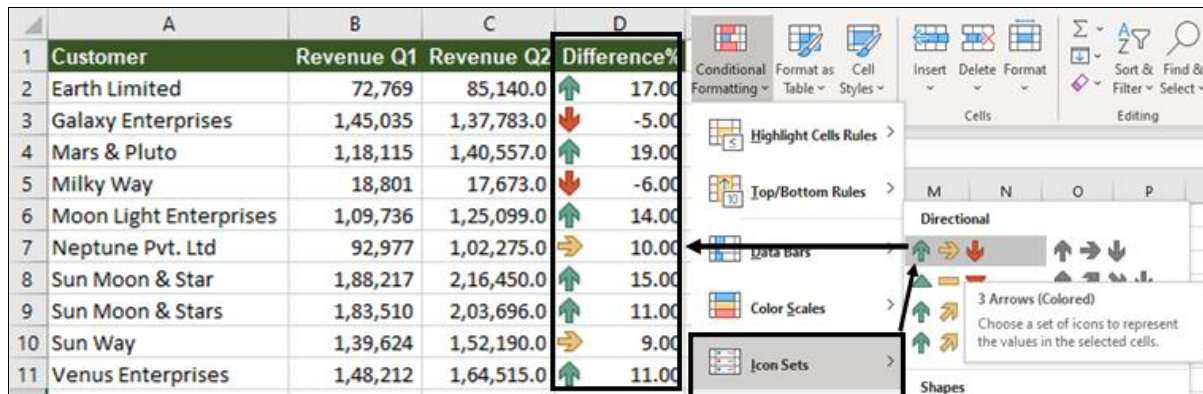 A B C D
1 Customer Revenue Q1 Revenue Q2 Difference%
2 Earth Limited 72,769 85,140.0 17.00
3 Galaxy Enterprises 1,45,035 1,37,783.0 -5.00
4 Mars & Pluto 1,18,115 1,40,557.0 19.00
5 Milky Way 18,801 17,673.0 -6.00
6 Moon Light Enterprises 1,09,736 1,25,099.0 14.00
7 Neptune Pvt. Ltd 92,977 1,02,275.0 10.00
8 Sun Moon & Star 1,88,217 2,16,450.0 15.00
9 Sun Moon & Stars 1,83,510 2,03,696.0 11.00
10 Sun Way 1,39,624 1,52,190.0 9.00
11 Venus Enterprises 1,48,212 1,64,515.0 11.00
Conditional Format as Cell Insert Delete Format Sort & Find &
Formatting Table Styles Filter Select
Cells Editing
Highlight Cells Rules
Top/Bottom Rules
Data Bars
Color Scales
Icon Sets
M N O P
Directional
3 Arrows (Colored)
Choose a set of icons to represent
the values in the selected cells.
Shapes